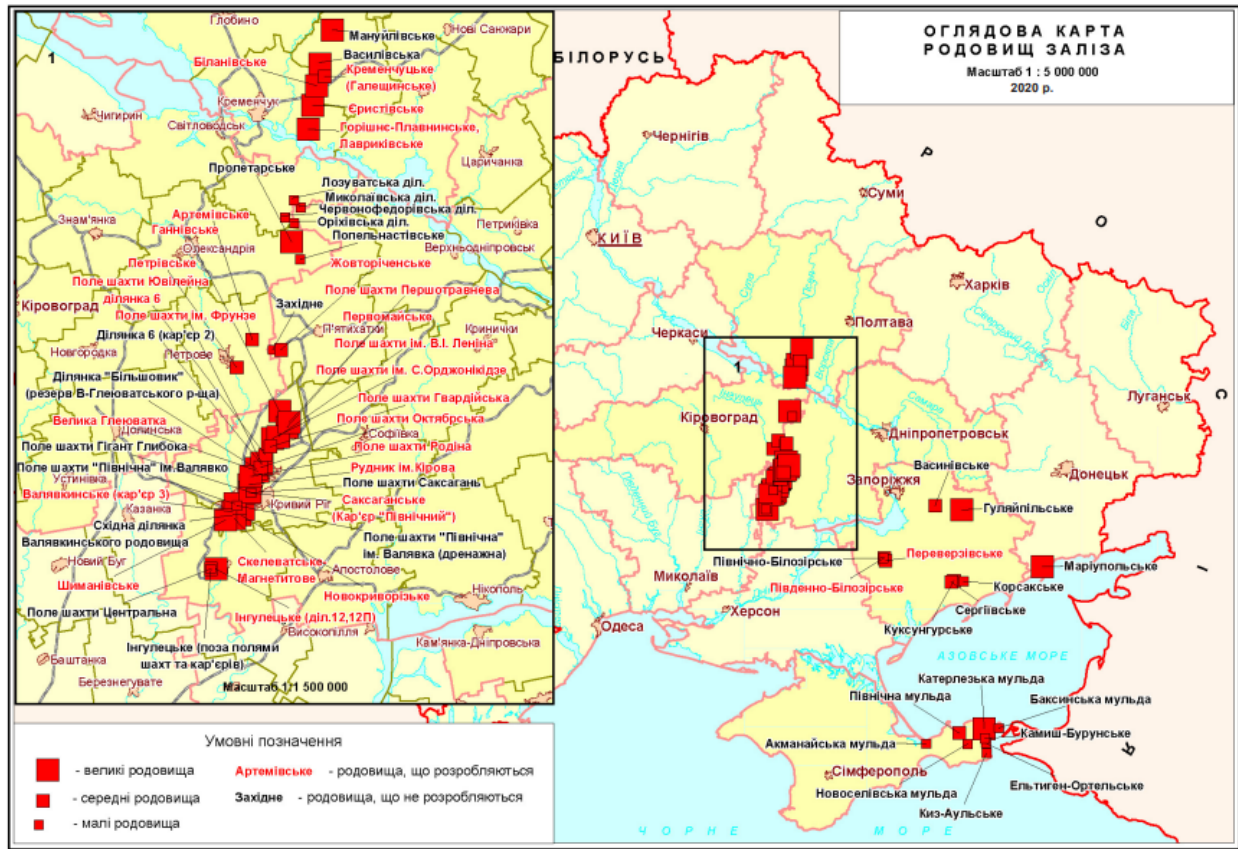 ОГЛЯДОВА КАРТА
РОДОВИЩ ЗАЛІЗА
Масштаб 1 : 5 000 000
2020 р.
1
Глобино
Нові Санжари
Мануйлівське
Василівська
Біланівське
Кременчуцьке
(Галещинське)
Кременчук
Єристівське
Чигирин
Світловодськ
Горішнє-Плавнинське,
Лавриківське
Царичанка
Пролетарське
Лозуватська діл.
Миколаївська діл.
Червонофедорівська діл.
Оріхівська діл.
Знам'янка
Артемівське
Ганнівське
Петриківка
Олександрія
Попельнастівське
Верхньодніпровськ
Петрівське
Жовторіченське
Поле шахти Ювілейна
ділянка 6
Західне
Поле шахти Першотравнева
Кіровоград
Поле шахти ім. Фрунзе
Первомайське
П'ятихатки
Кринички
Ділянка 6 (кар'єр 2)
Поле шахти ім. В.І. Леніна
Новгородка
Петрове
Поле шахти ім. С.Орджонікідзе
Ділянка "Більшовик"
(резерв В-Глеюватського р-ща)
Поле шахти Гвардійська
Велика Глеюватка
Долинська
Поле шахти Октябрська
Софіївка
Поле шахти Гігант Глибока
Поле шахти Родіна
Поле шахти "Північна" ім.Валявко
Рудник ім.Кірова
Устинівка
Поле шахти Саксагань
Валявкинське (кар'єр 3)
Казанка
Кривий Ріг
Саксаганське
(Кар'єр-"Північний")
Східна ділянка
Валявкинського родовища
Поле шахти "Північна"
ім. Валявка (дренажна)
Новий Буг
Скелеватське-
Магнетитове
Апостолове
Шиманівське
Новокриворізьке
Нікополь
Поле шахти Центральна
Інгулецьке (діл.12,12П)
Високопілля
Кам'янка-Дніпровська
Інгулецьке (поза полями
шахт та кар'єрів)
Баштанка
Березнегувате
Масштаб 1:1 500 000
БІЛОРУСЬ
РОСІЯ
Чернігів
Суми
КИЇВ
Харків
Полтава
Черкаси
Луганськ
1
Кіровоград
Дніпропетровськ
Донецьк
Васинівське
Запоріжжя
Гуляйпільське
Північно-Білозірське
Переверзівське
Маріупольське
Миколаїв
Південно-Білозірське
Корсакське
Херсон
Сергіївське
Одеса
Куксунгурське
АЗОВСЬКЕ МОРЕ
Катерлезька мульда
Північна мульда
Баксинська мульда
Камиш-Бурунське
Акманайська мульда
Сімферополь
Новоселівська мульда
Ельтиген-Ортельське
Киз-Аульське
ЧОРНЕ МОРЕ
Умовні позначення
- великі родовища
Артемівське - родовища, що розробляються
- середні родовища
Західне - родовища, що не розробляються
- малі родовища